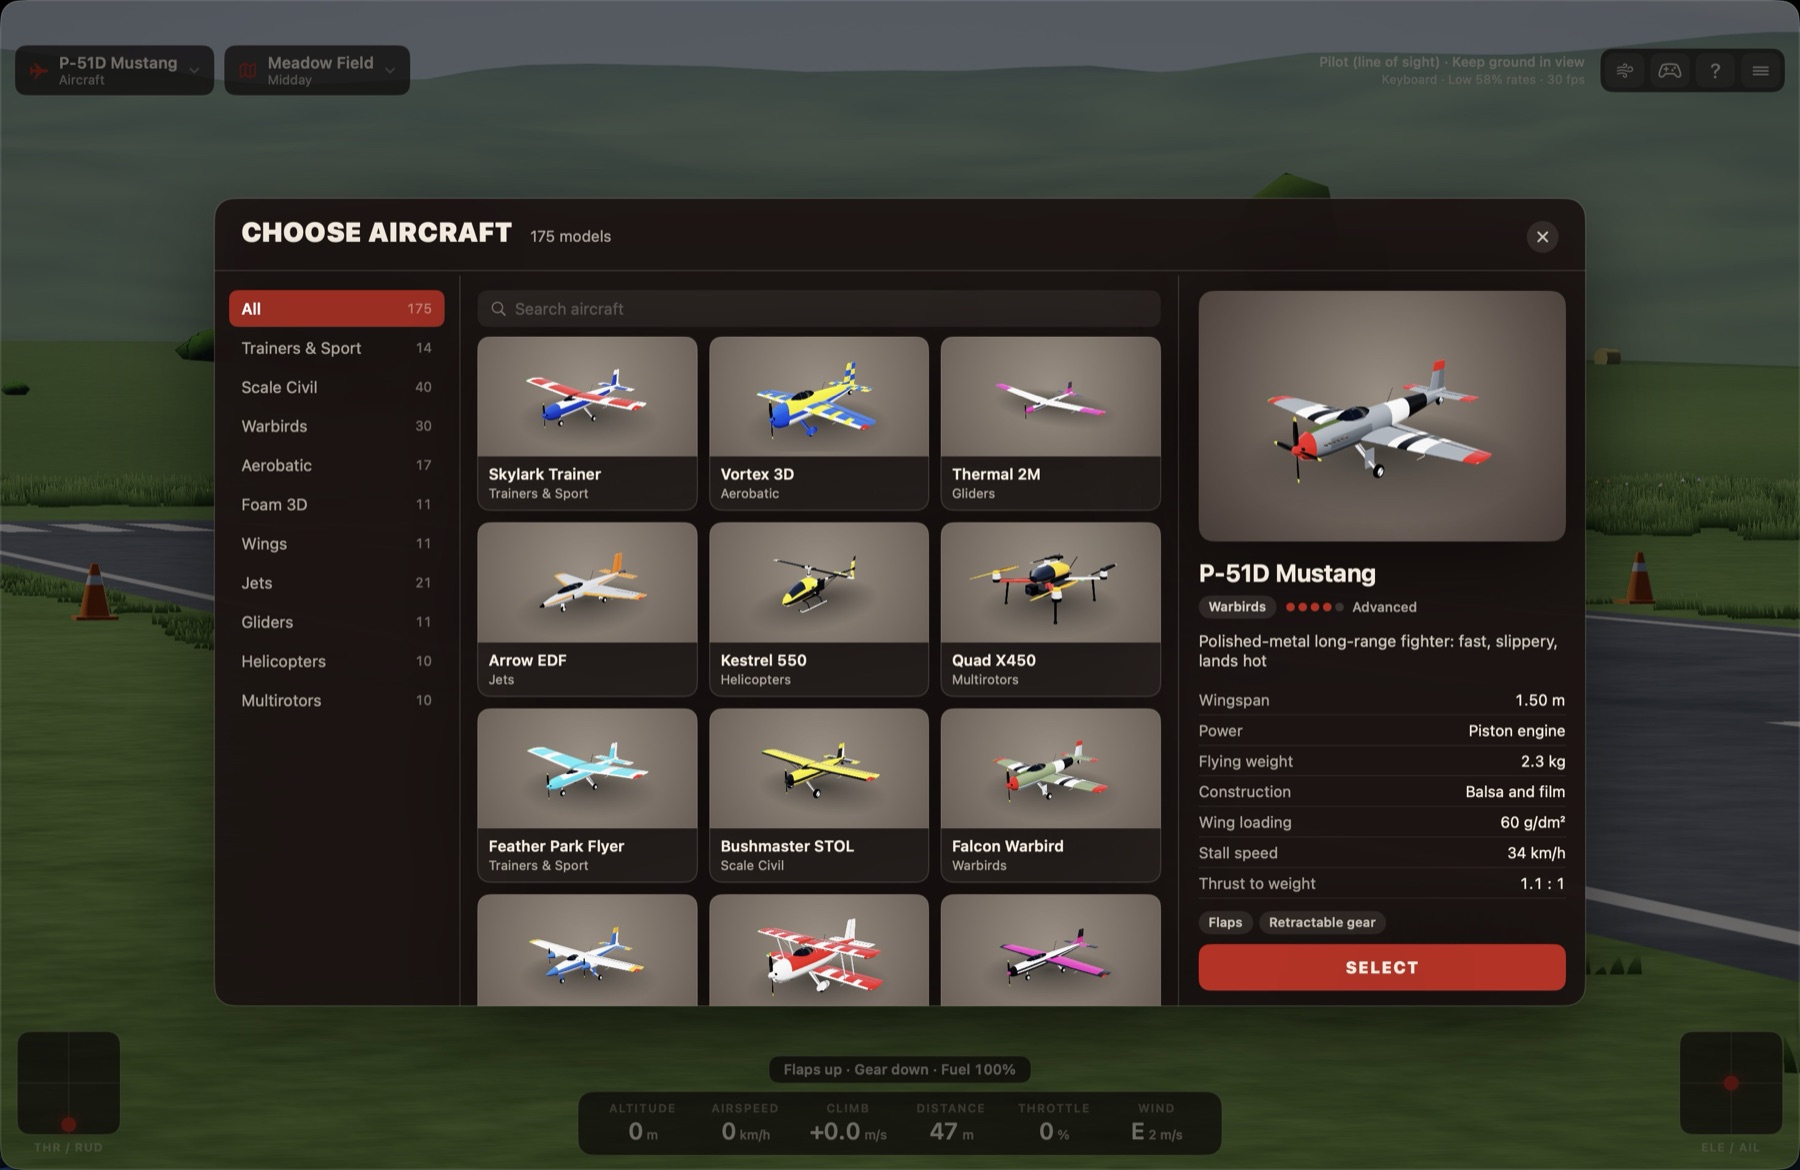 P-51D Mustang
Aircraft
Meadow Field
Midday
Pilot (line of sight) · Keep ground in view
Keyboard · Low 58% rates · 30 fps
?
CHOOSE AIRCRAFT 175 models
All 175
Trainers & Sport 14
Scale Civil 40
Warbirds 30
Aerobatic 17
Foam 3D 11
Wings 11
Jets 21
Gliders 11
Helicopters 10
Multirotors 10
Search aircraft
Skylark Trainer
Trainers & Sport
Vortex 3D
Aerobatic
Thermal 2M
Gliders
Arrow EDF
Jets
Kestrel 550
Helicopters
Quad X450
Multirotors
Feather Park Flyer
Trainers & Sport
Bushmaster STOL
Scale Civil
Falcon Warbird
Warbirds
P-51D Mustang
Warbirds Advanced
Polished-metal long-range fighter: fast, slippery,
lands hot
Wingspan 1.50 m
Power Piston engine
Flying weight 2.3 kg
Construction Balsa and film
Wing loading 60 g/dm²
Stall speed 34 km/h
Thrust to weight 1.1 : 1
Flaps Retractable gear
SELECT
Flaps up · Gear down · Fuel 100%
ALTITUDE AIRSPEED CLIMB DISTANCE THROTTLE WIND
0 m 0 km/h +0.0 m/s 47 m 0 % E 2 m/s
THR / RUD
ELE / AIL